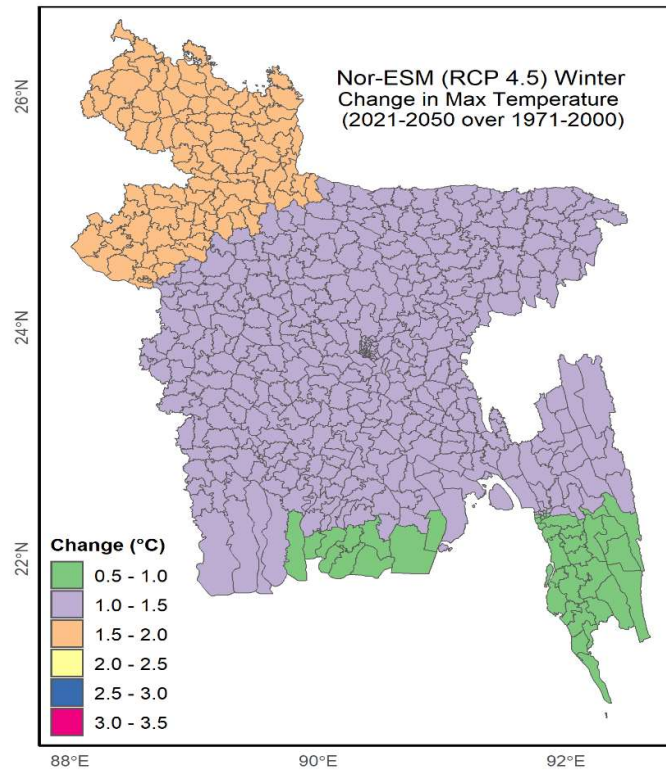 Nor-ESM (RCP 4.5) Winter
Change in Max Temperature
(2021-2050 over 1971-2000)
26°N
24°N
22°N
Change (°C)
0.5 - 1.0
1.0 - 1.5
1.5 - 2.0
2.0 - 2.5
2.5 - 3.0
3.0 - 3.5
88°E
90°E
92°E